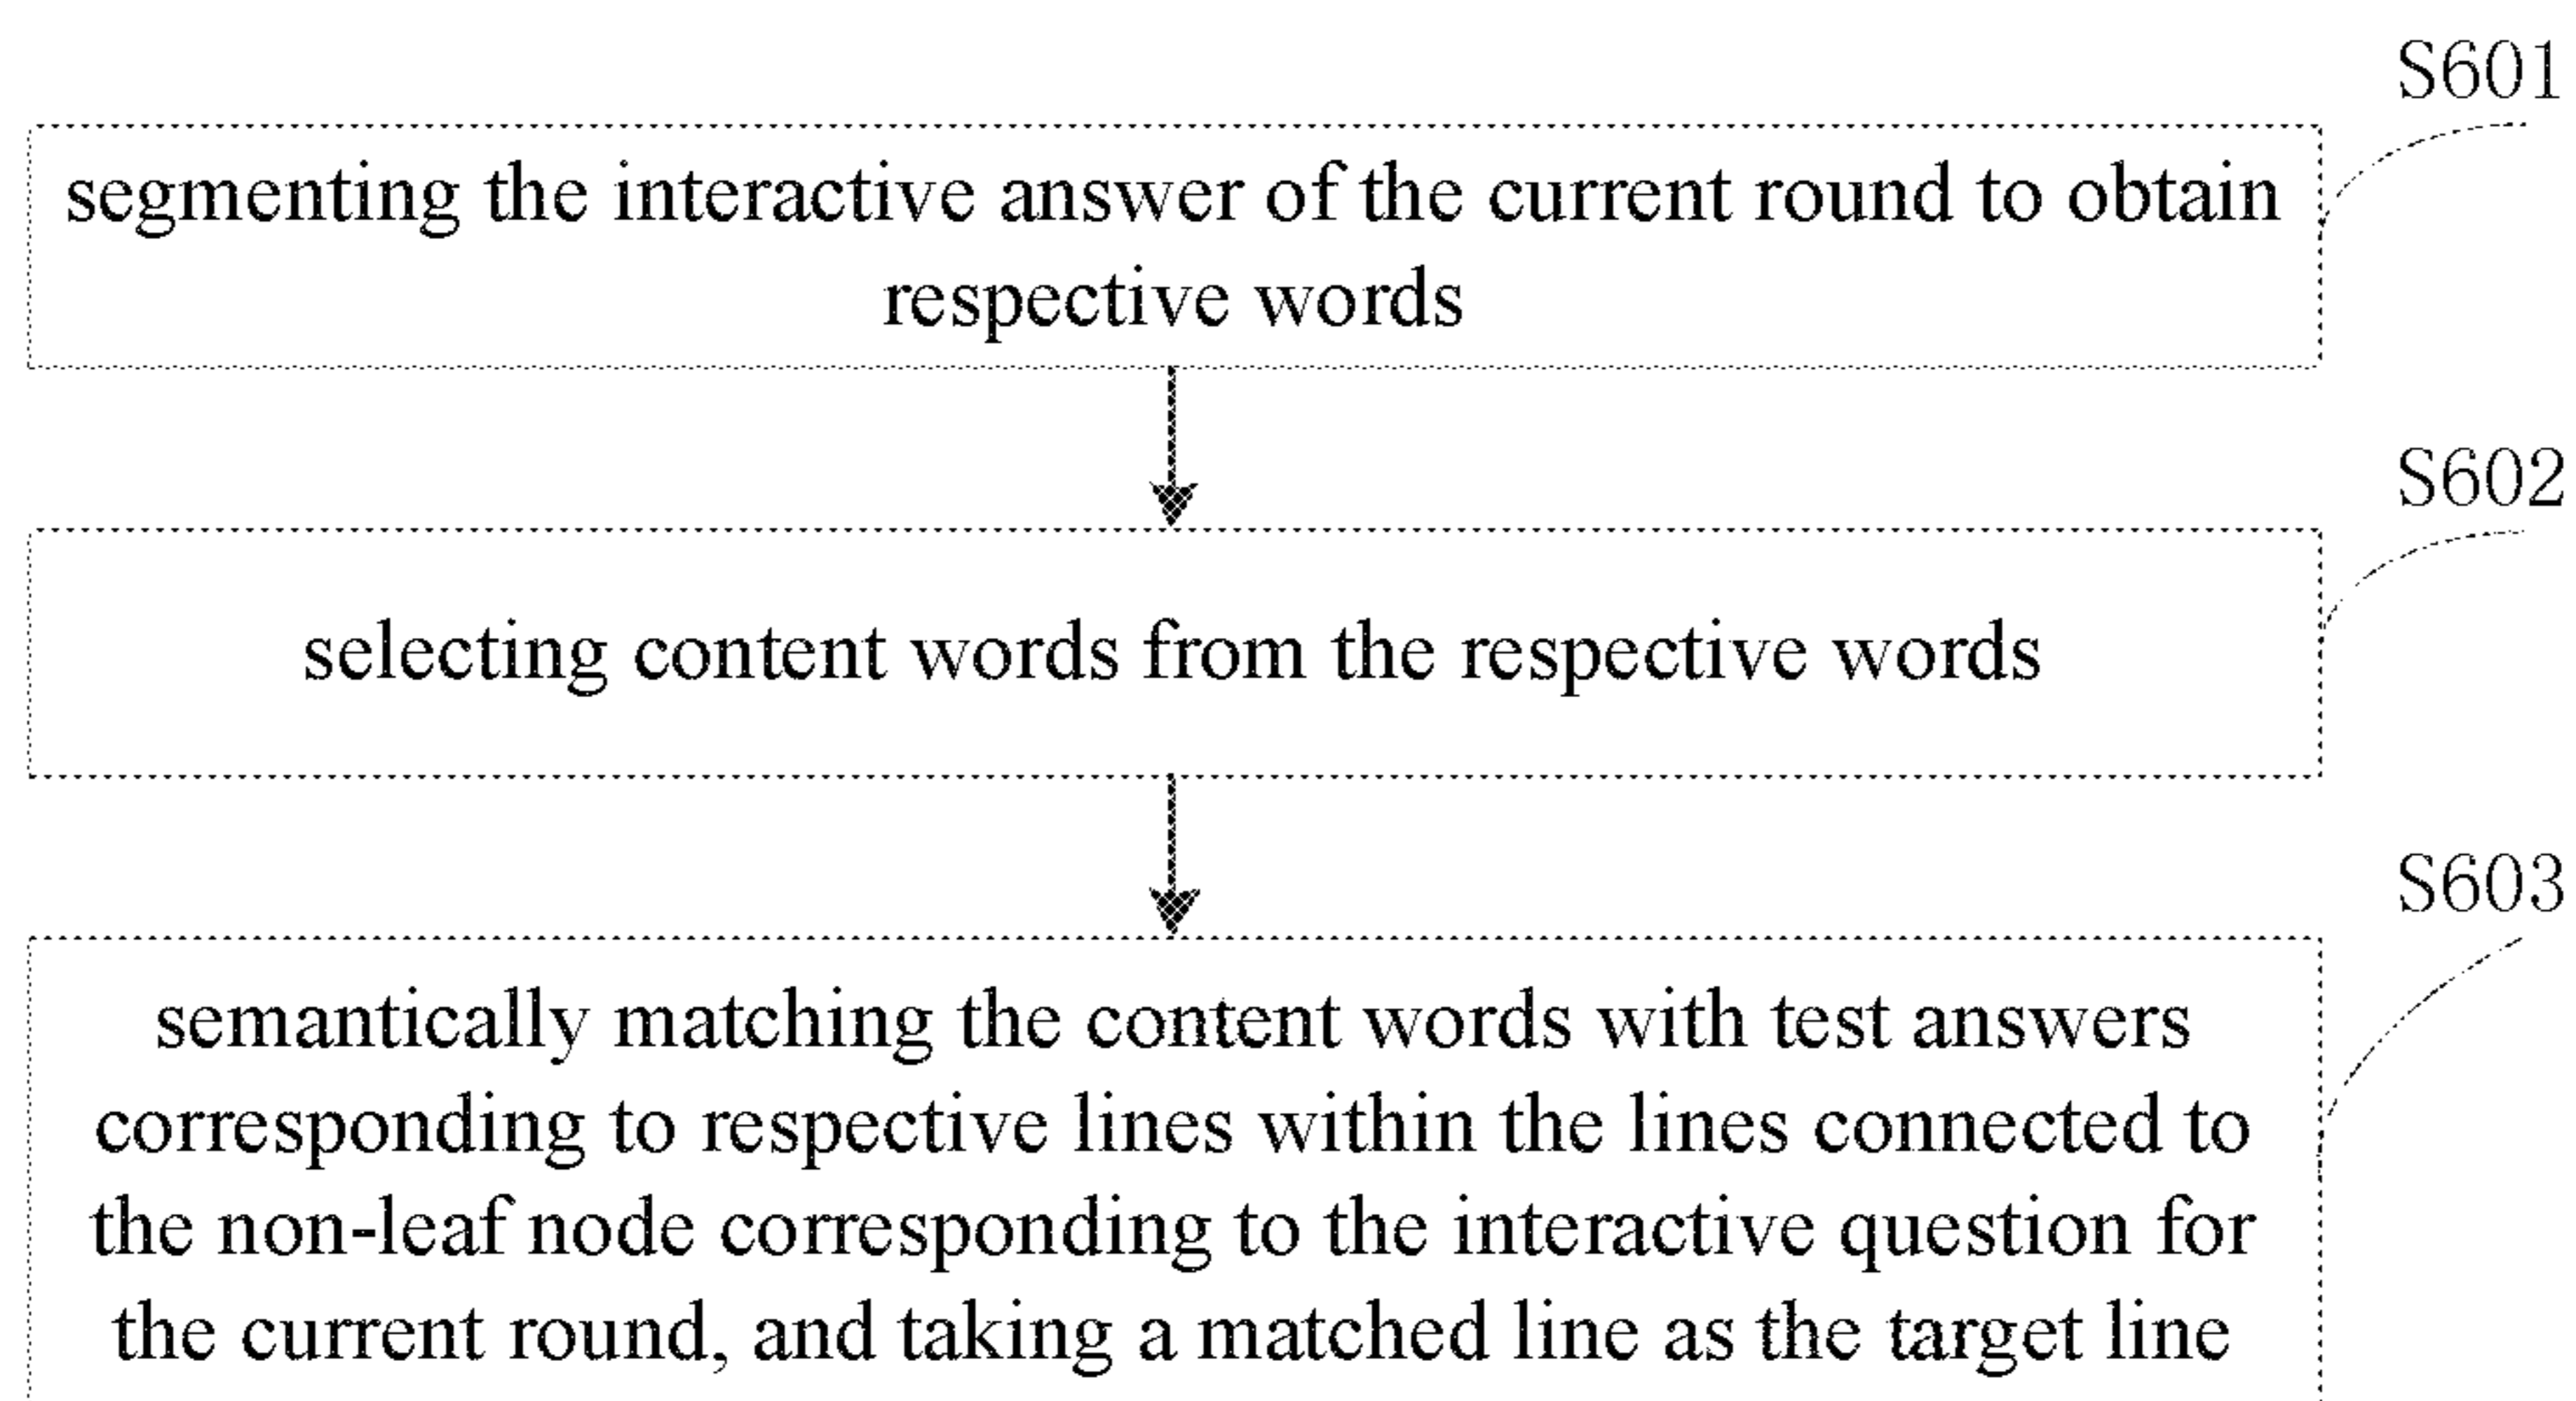 S601
segmenting the interactive answer of the current round to obtain
respective words
S602
selecting content words from the respective words
S603
semantically matching the content words with test answers
corresponding to respective lines within the lines connected to
the non-leaf node corresponding to the interactive question for
the current round, and taking a matched line as the target line